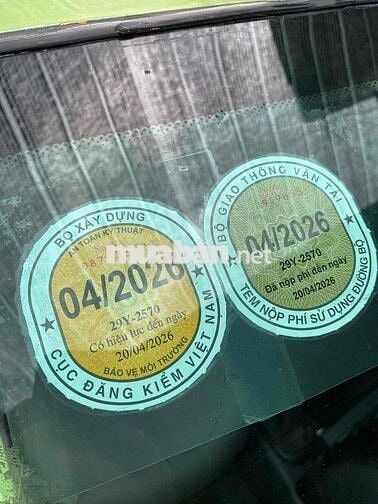 BỘ XÂY DỰNG
AN TOÀN KỸ THUẬT
04/2026
29Y-2570
Có hiệu lực đến ngày
20/04/2026
BẢO VỆ MÔI TRƯỜNG
CỤC ĐĂNG KIỂM VIỆT NAM
BỘ GIAO THÔNG VẬN TẢI
04/2026
29Y-2570
Đã nộp phí đến ngày
20/04/2026
TEM NỘP PHÍ SỬ DỤNG ĐƯỜNG BỘ
muaban.net